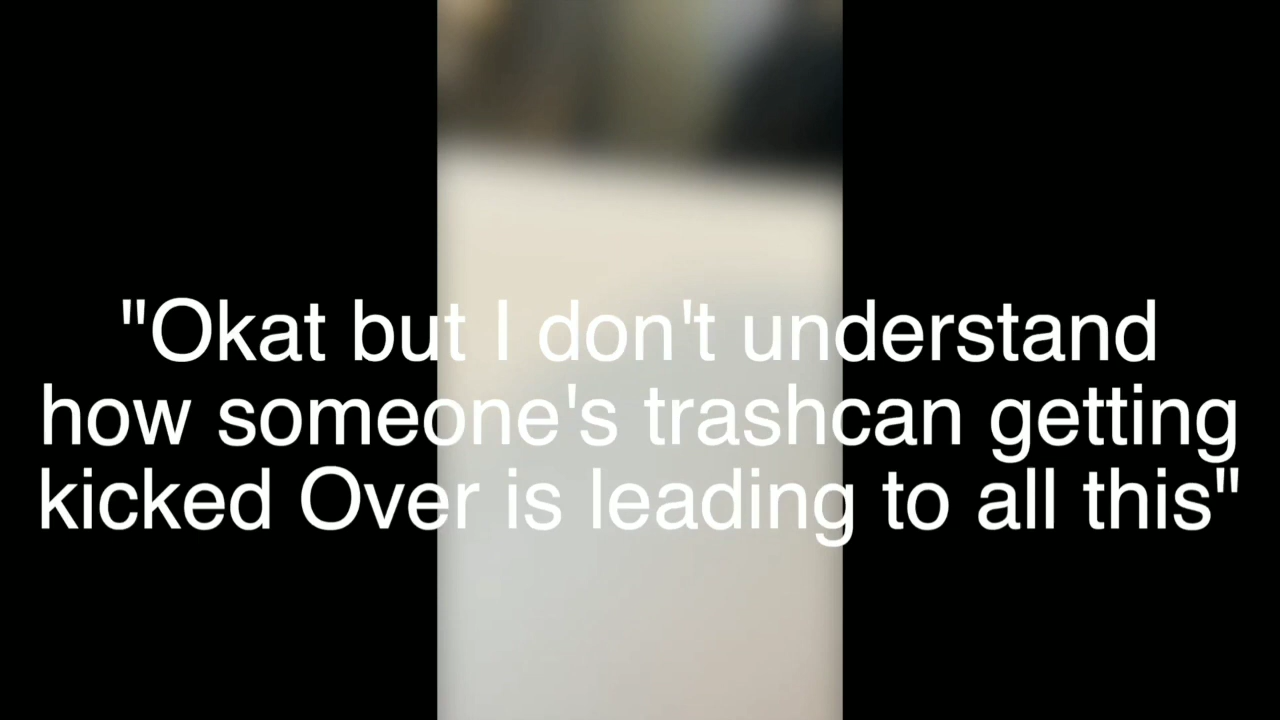 "Okat but I don't understand
how someone's trashcan getting
kicked Over is leading to all this"